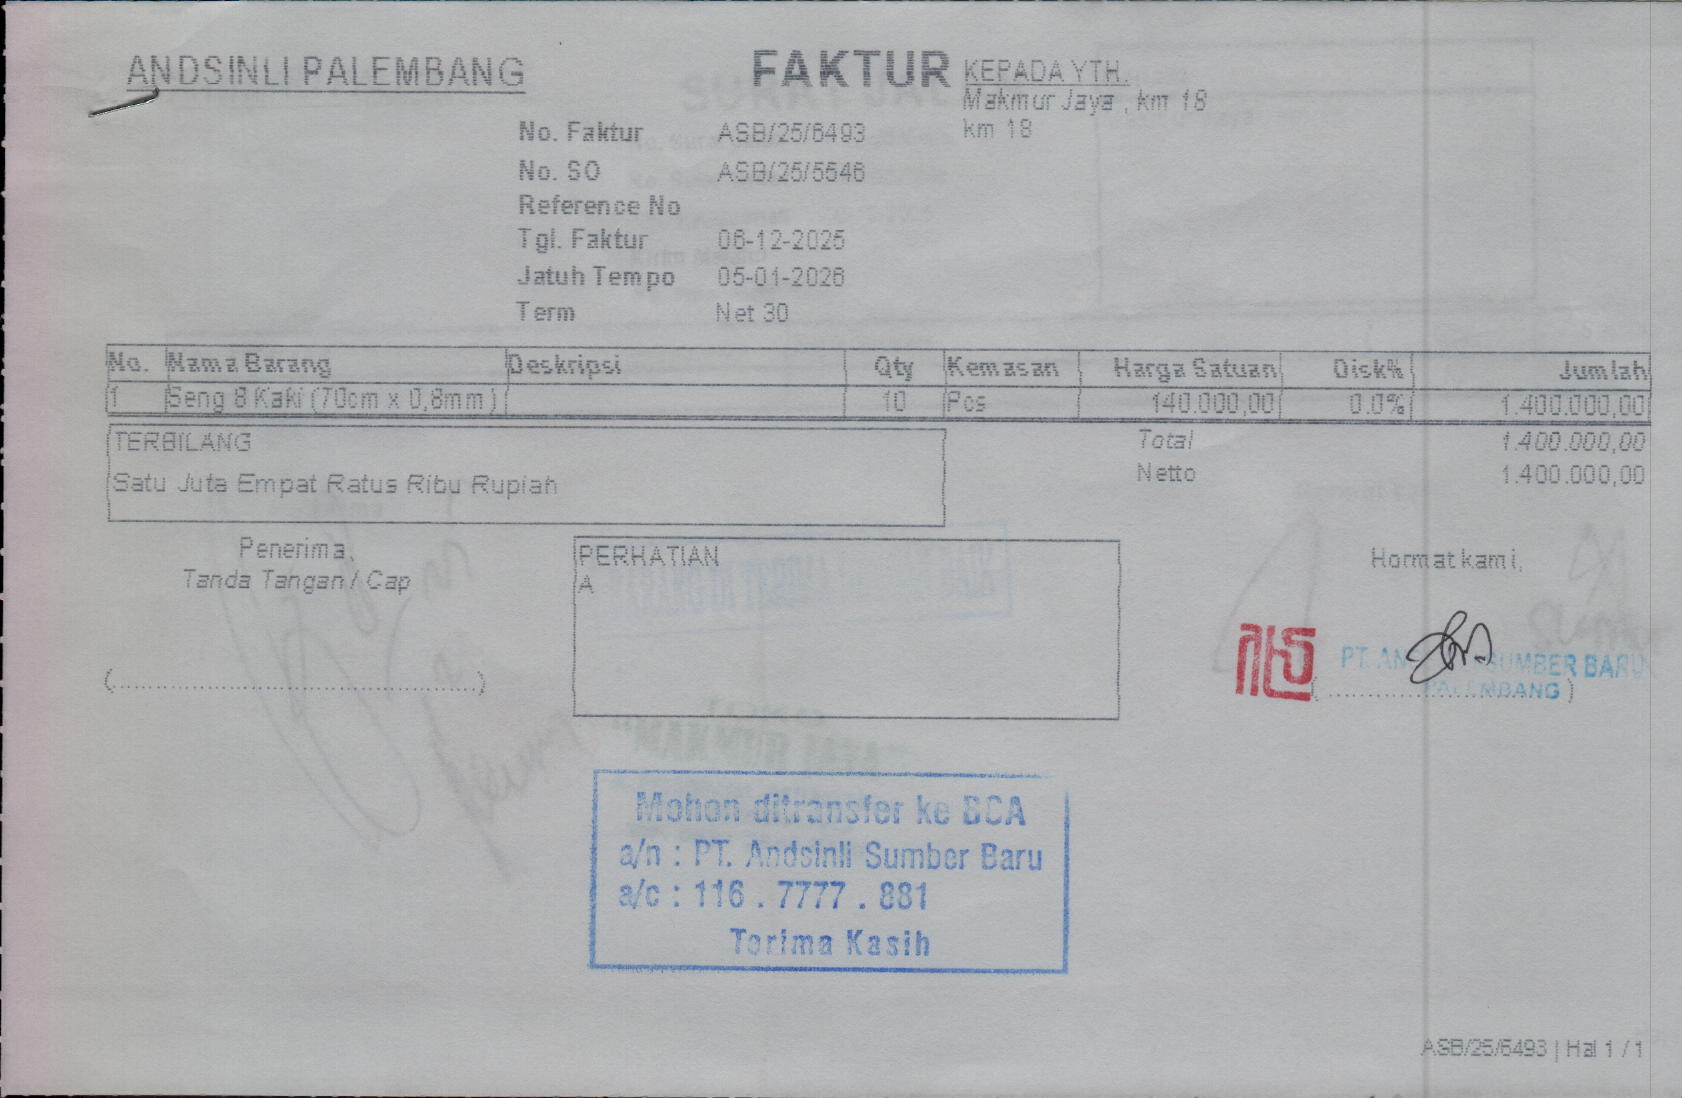 ANDSINLI PALEMBANG
FAKTUR
KEPADA YTH.
Makmur Jaya , km 18
km 18
No. Faktur ASB/25/6493
No. SO ASB/25/5546
Reference No
Tgl. Faktur 06-12-2025
Jatuh Tempo 05-01-2026
Term Net 30
No. Nama Barang Deskripsi Qty Kemasan Harga Satuan Disk% Jumlah
1 Seng 8 Kaki (70cm x 0,8mm) 10 Pcs 140.000,00 0.0% 1.400.000,00
TERBILANG
Satu Juta Empat Ratus Ribu Rupiah
Total 1.400.000,00
Netto 1.400.000,00
Penerima,
Tanda Tangan / Cap
(..................................................)
PERHATIAN
A
Hormat kami,
PT. AN SUMBER BARU
PALEMBANG
Mohon ditransfer ke BCA
a/n : PT. Andsinli Sumber Baru
a/c : 116 . 7777 . 881
Terima Kasih
"MAKMUR JAYA"
ASB/25/6493 | Hal 1 / 1